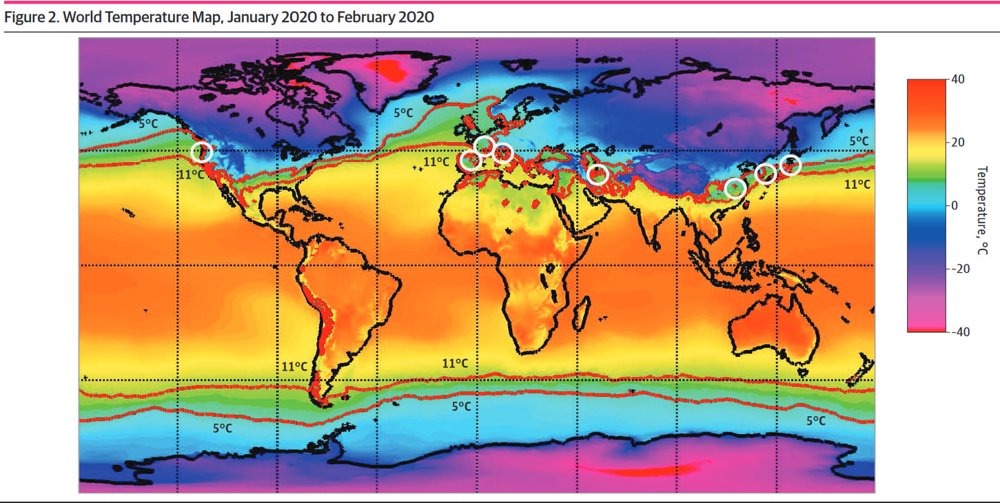 Figure 2. World Temperature Map, January 2020 to February 2020
5°C
5°C
5°C
11°C
11°C
11°C
11°C
11°C
5°C
5°C
5°C
40
20
0
–20
–40
Temperature, °C